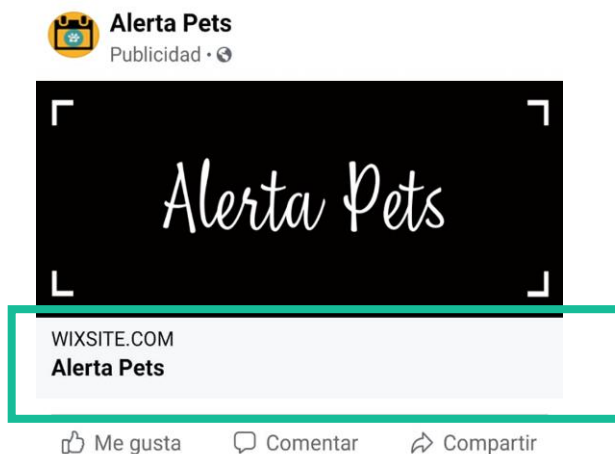 Alerta Pets
Publicidad •
Alerta Pets
WIXSITE.COM
Alerta Pets
Me gusta Comentar Compartir